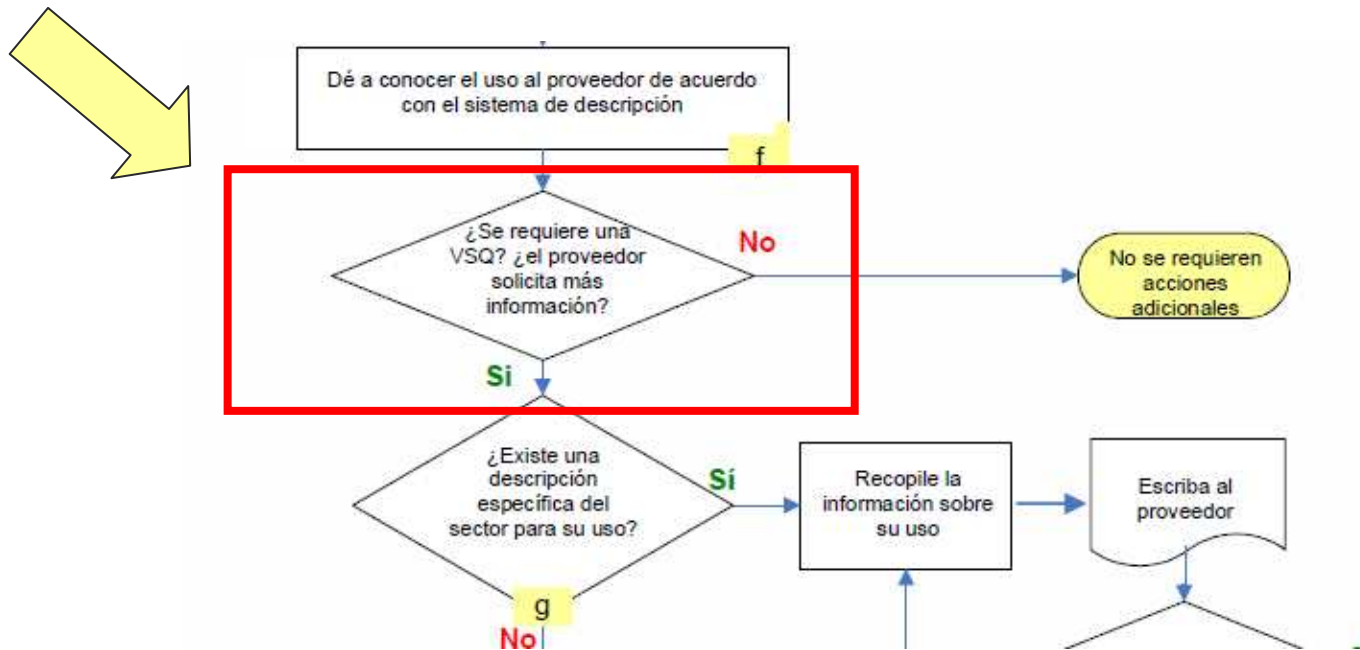 Dé a conocer el uso al proveedor de acuerdo
con el sistema de descripción
f
¿Se requiere una
VSQ? ¿el proveedor
solicita más
información?
No
No se requieren
acciones
adicionales
Si
¿Existe una
descripción
específica del
sector para su uso?
Sí
Recopile la
información sobre
su uso
Escriba al
proveedor
g
No